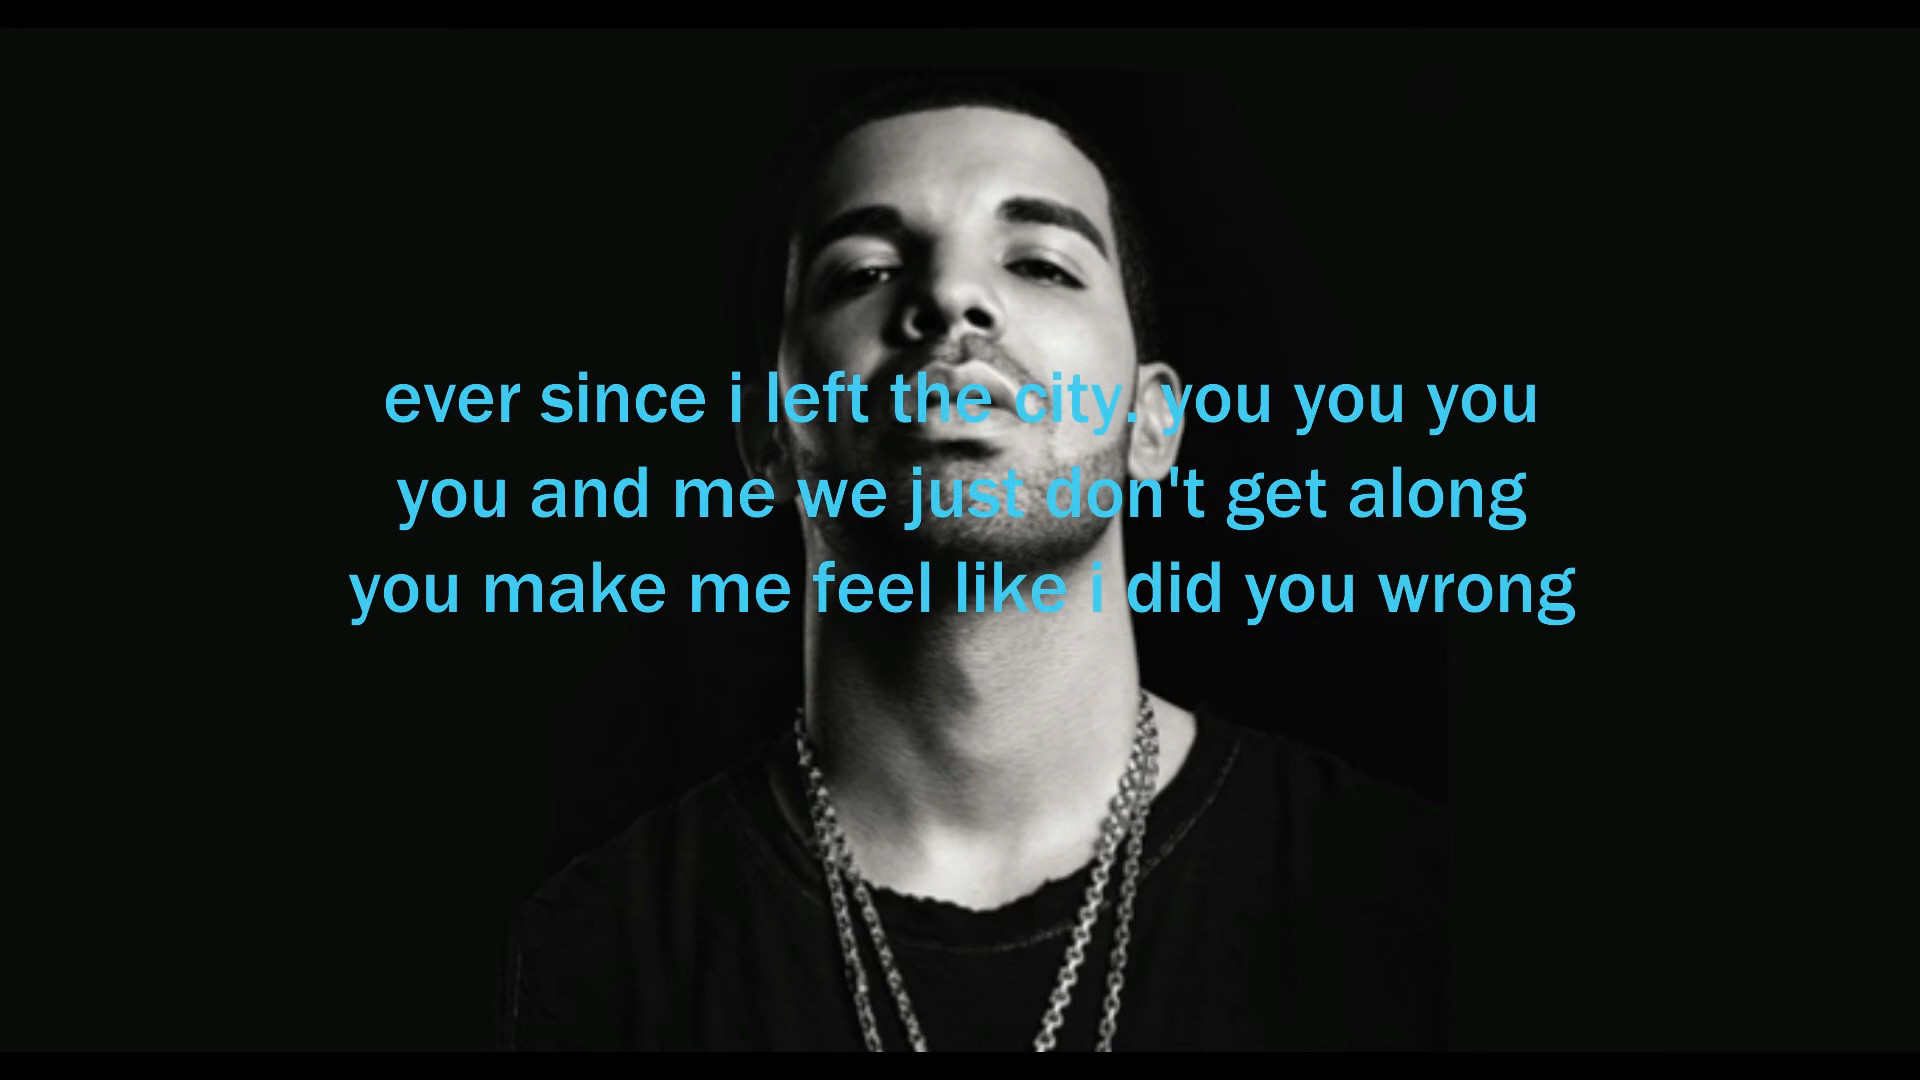 ever since i left the city. you you you
you and me we just don't get along
you make me feel like i did you wrong